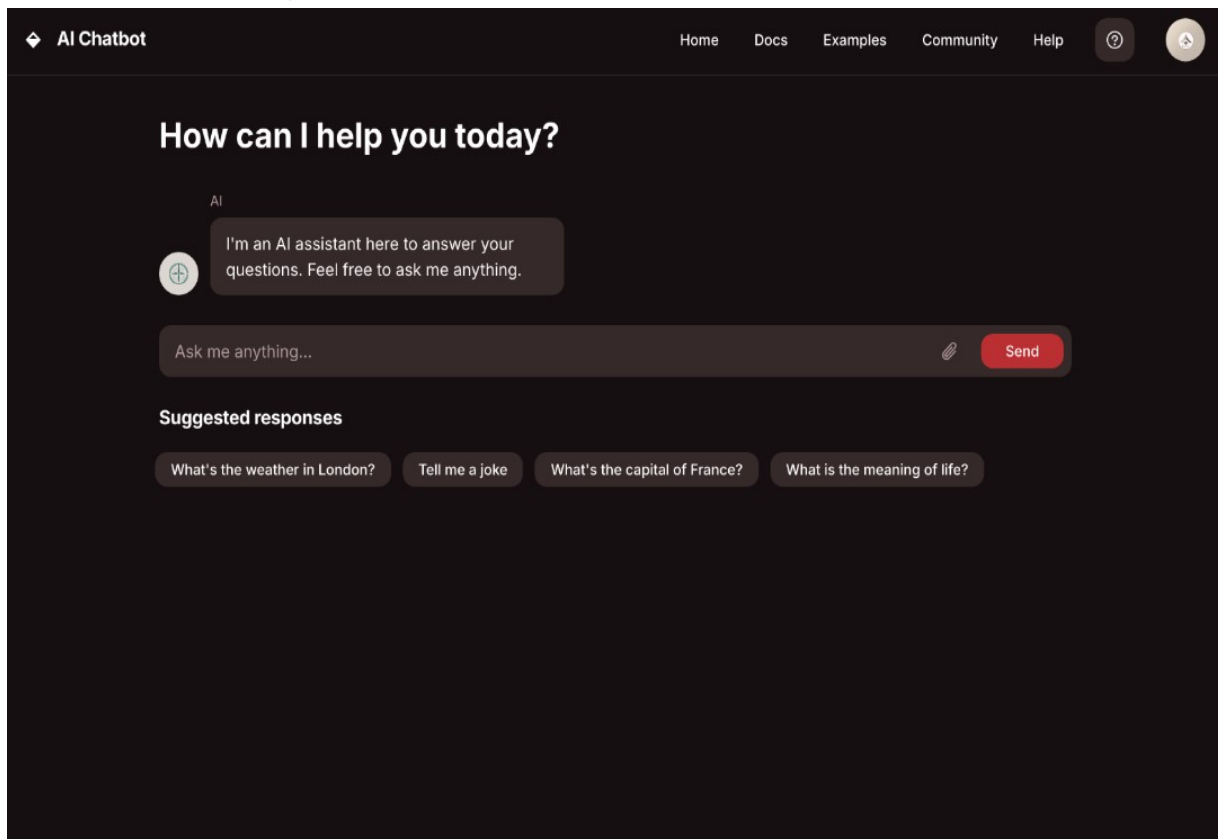 AI Chatbot
Home Docs Examples Community Help
How can I help you today?
AI
I'm an AI assistant here to answer your
questions. Feel free to ask me anything.
Ask me anything...
Send
Suggested responses
What's the weather in London? Tell me a joke What's the capital of France? What is the meaning of life?